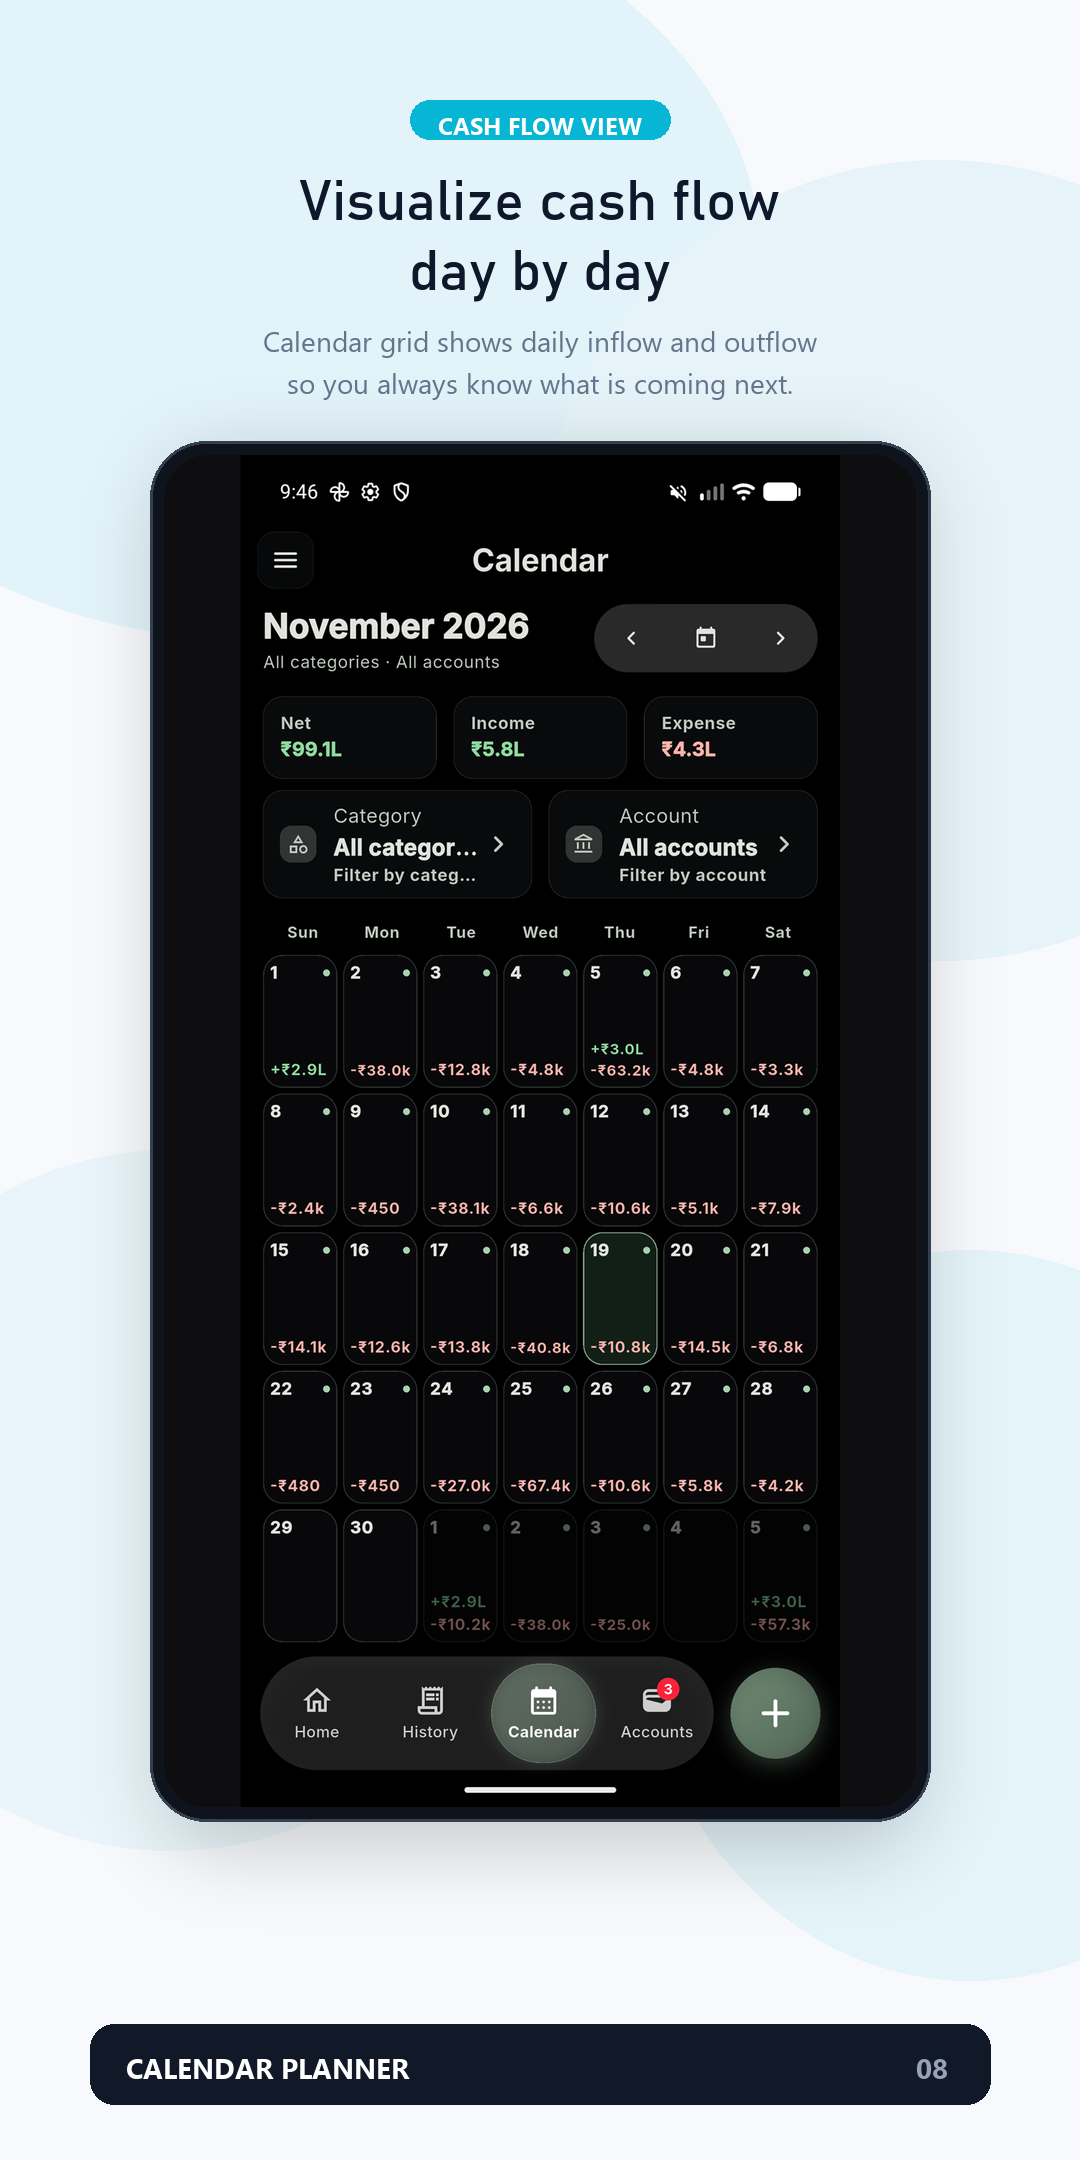 CASH FLOW VIEW
Visualize cash flow
day by day
Calendar grid shows daily inflow and outflow
so you always know what is coming next.
9:46
Calendar
November 2026
All categories · All accounts
Net
₹99.1L
Income
₹5.8L
Expense
₹4.3L
Category
All categor...
Filter by categ...
Account
All accounts
Filter by account
Sun Mon Tue Wed Thu Fri Sat
1 2 3 4 5 6 7
+₹3.0L
+₹2.9L -₹38.0k -₹12.8k -₹4.8k -₹63.2k -₹4.8k -₹3.3k
8 9 10 11 12 13 14
-₹2.4k -₹450 -₹38.1k -₹6.6k -₹10.6k -₹5.1k -₹7.9k
15 16 17 18 19 20 21
-₹14.1k -₹12.6k -₹13.8k -₹40.8k -₹10.8k -₹14.5k -₹6.8k
22 23 24 25 26 27 28
-₹480 -₹450 -₹27.0k -₹67.4k -₹10.6k -₹5.8k -₹4.2k
29 30 1 2 3 4 5
+₹2.9L +₹3.0L
-₹10.2k -₹38.0k -₹25.0k -₹57.3k
3
Home History Calendar Accounts
CALENDAR PLANNER 08